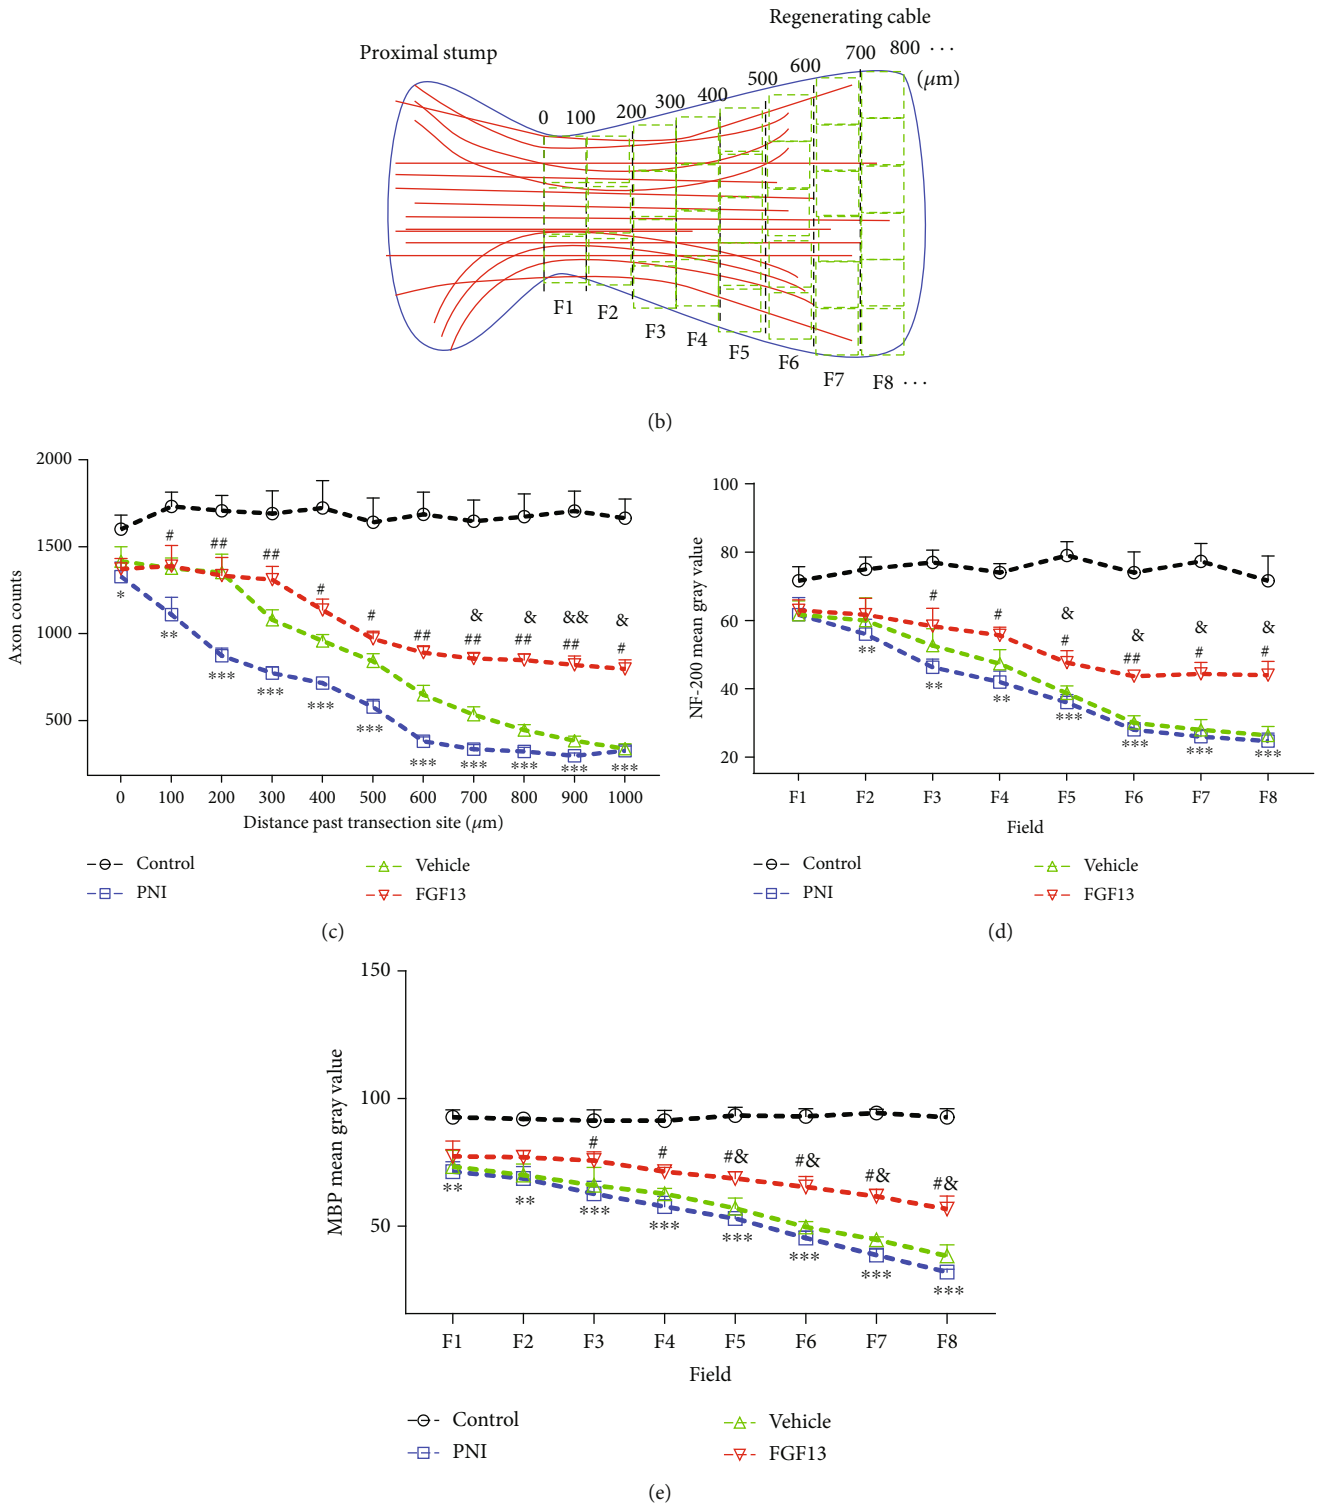 Regenerating cable
Proximal stump
0 100 200 300 400 500 600 700 800 · · ·
(μm)
F1 F2 F3 F4 F5 F6 F7 F8 · · ·
(b)
Axon counts
2000
1500
1000
500
# ## ## # # ## ## ## ## #
& & && &
* ** *** *** *** *** *** *** *** *** ***
0 100 200 300 400 500 600 700 800 900 1000
Distance past transection site (μm)
Control Vehicle
PNI FGF13
(c)
NF-200 mean gray value
100
80
60
40
20
& & & &
# # # ## # #
** ** ** *** *** *** ***
F1 F2 F3 F4 F5 F6 F7 F8
Field
Control Vehicle
PNI FGF13
(d)
MBP mean gray value
150
100
50
# # #& #& #& #&
** ** *** *** *** *** *** ***
F1 F2 F3 F4 F5 F6 F7 F8
Field
Control Vehicle
PNI FGF13
(e)